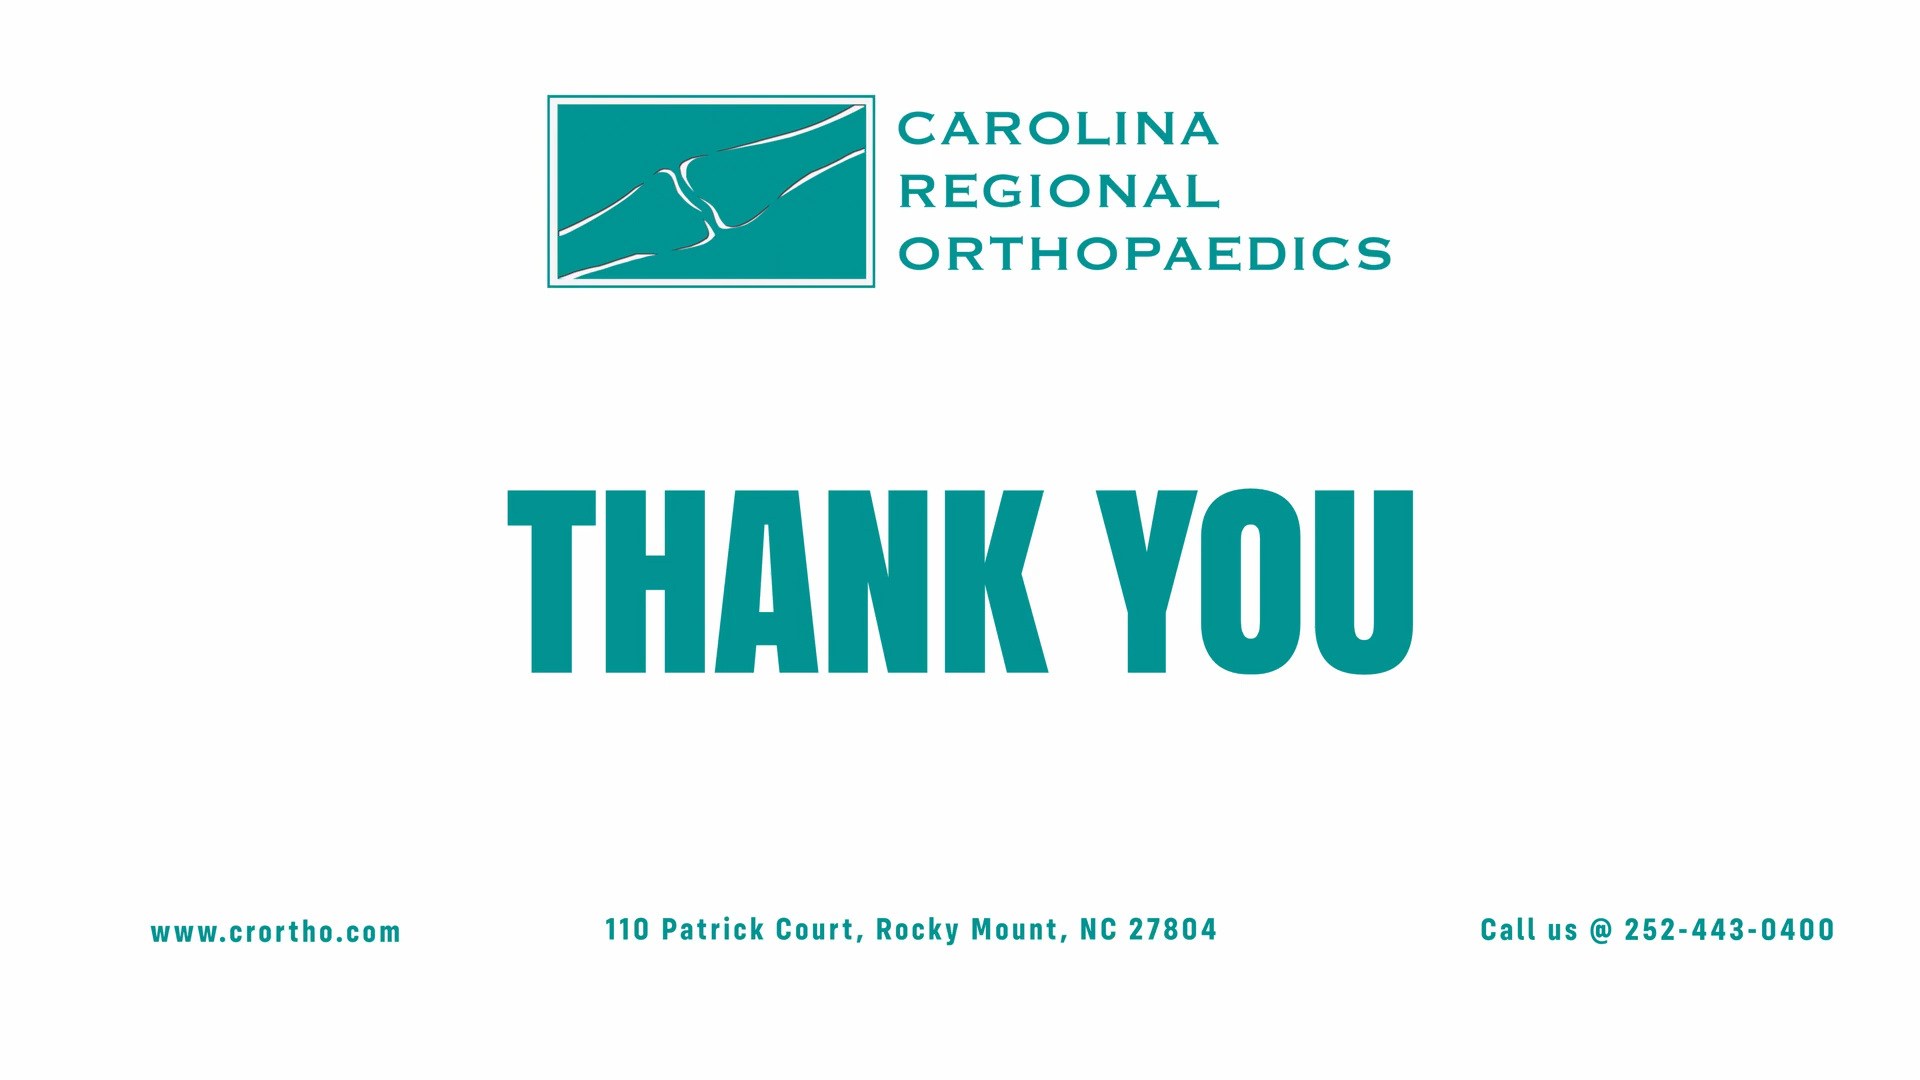 CAROLINA
REGIONAL
ORTHOPAEDICS
THANK YOU
www.crortho.com
110 Patrick Court, Rocky Mount, NC 27804
Call us @ 252-443-0400